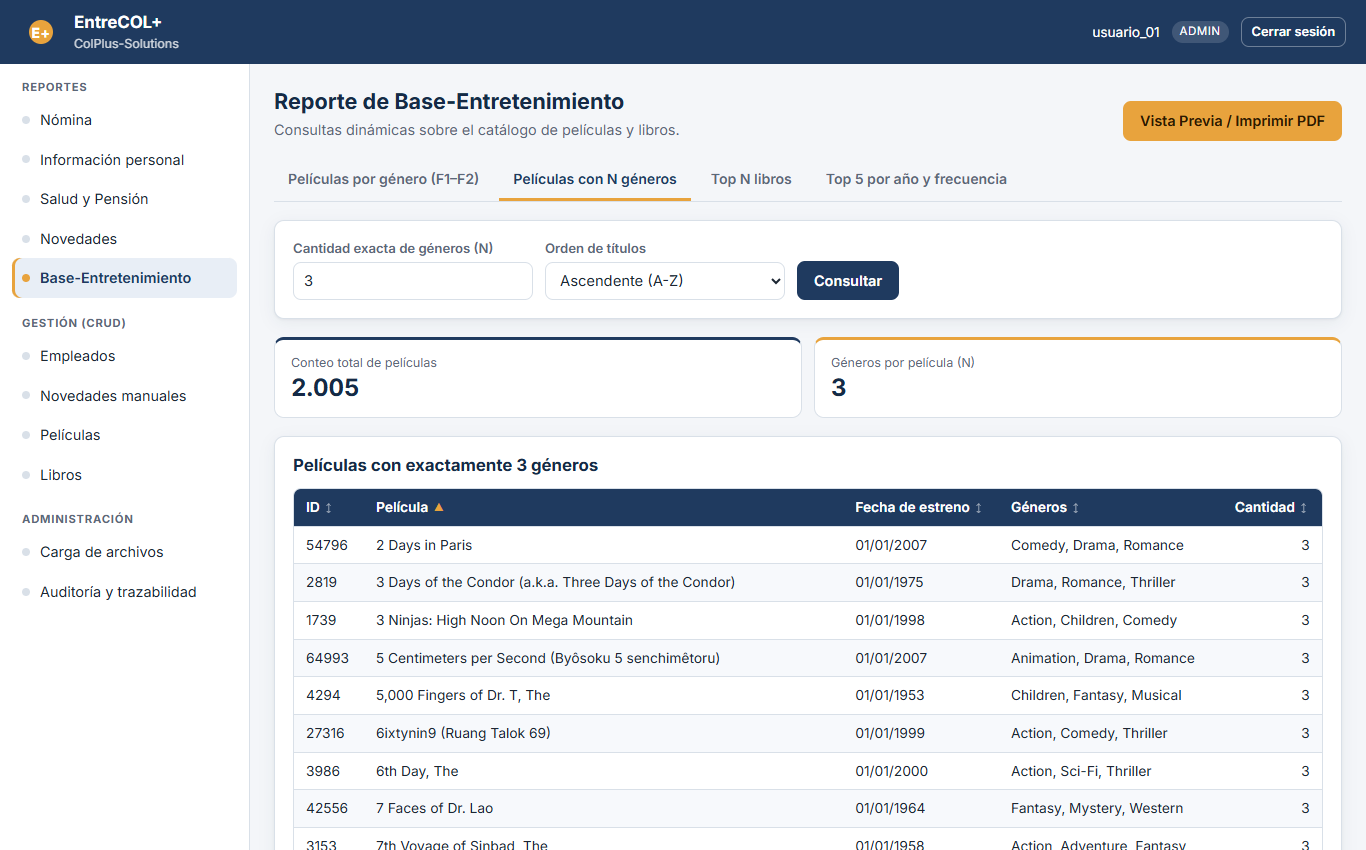 E+
EntreCOL+
ColPlus-Solutions
usuario_01
ADMIN
Cerrar sesión
REPORTES
Nómina
Información personal
Salud y Pensión
Novedades
Base-Entretenimiento
GESTIÓN (CRUD)
Empleados
Novedades manuales
Películas
Libros
ADMINISTRACIÓN
Carga de archivos
Auditoría y trazabilidad
Reporte de Base-Entretenimiento
Consultas dinámicas sobre el catálogo de películas y libros.
Vista Previa / Imprimir PDF
Películas por género (F1–F2) Películas con N géneros Top N libros Top 5 por año y frecuencia
Cantidad exacta de géneros (N) Orden de títulos
3 Ascendente (A-Z) Consultar
Conteo total de películas
2.005
Géneros por película (N)
3
Películas con exactamente 3 géneros
ID ↕ Película ▲ Fecha de estreno ↕ Géneros ↕ Cantidad ↕
54796 2 Days in Paris 01/01/2007 Comedy, Drama, Romance 3
2819 3 Days of the Condor (a.k.a. Three Days of the Condor) 01/01/1975 Drama, Romance, Thriller 3
1739 3 Ninjas: High Noon On Mega Mountain 01/01/1998 Action, Children, Comedy 3
64993 5 Centimeters per Second (Byôsoku 5 senchimêtoru) 01/01/2007 Animation, Drama, Romance 3
4294 5,000 Fingers of Dr. T, The 01/01/1953 Children, Fantasy, Musical 3
27316 6ixtynin9 (Ruang Talok 69) 01/01/1999 Action, Comedy, Thriller 3
3986 6th Day, The 01/01/2000 Action, Sci-Fi, Thriller 3
42556 7 Faces of Dr. Lao 01/01/1964 Fantasy, Mystery, Western 3
3153 7th Voyage of Sinbad, The 01/01/1958 Action, Adventure, Fantasy 3